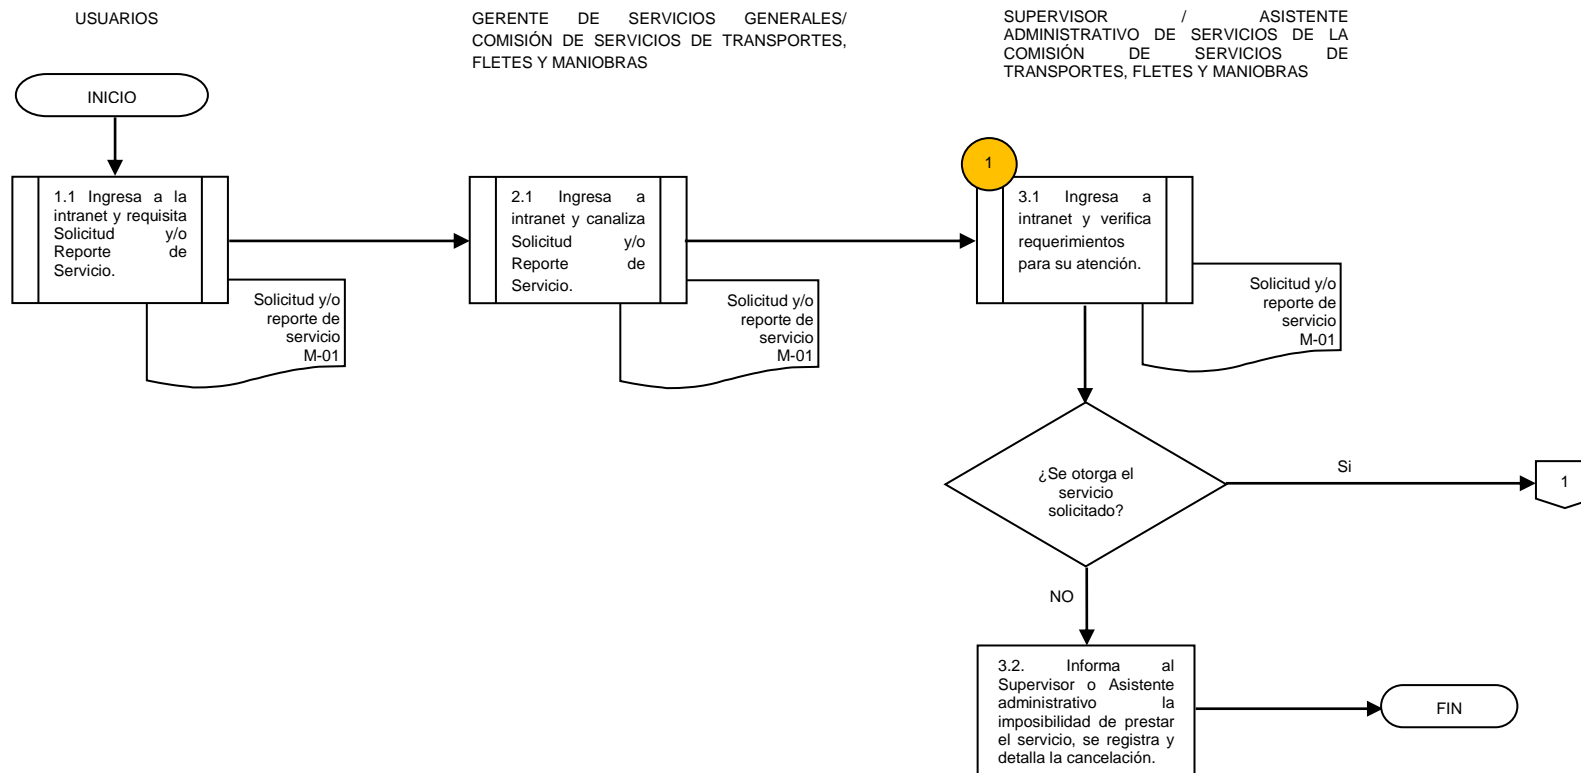 USUARIOS
GERENTE DE SERVICIOS GENERALES/
COMISIÓN DE SERVICIOS DE TRANSPORTES,
FLETES Y MANIOBRAS
SUPERVISOR / ASISTENTE
ADMINISTRATIVO DE SERVICIOS DE LA
COMISIÓN DE SERVICIOS DE
TRANSPORTES, FLETES Y MANIOBRAS
INICIO
1.1 Ingresa a la
intranet y requisita
Solicitud y/o
Reporte de
Servicio.
Solicitud y/o
reporte de
servicio
M-01
2.1 Ingresa a
intranet y canaliza
Solicitud y/o
Reporte de
Servicio.
Solicitud y/o
reporte de
servicio
M-01
1
3.1 Ingresa a
intranet y verifica
requerimientos
para su atención.
Solicitud y/o
reporte de
servicio
M-01
¿Se otorga el
servicio
solicitado?
Si
1
NO
3.2. Informa al
Supervisor o Asistente
administrativo la
imposibilidad de prestar
el servicio, se registra y
detalla la cancelación.
FIN